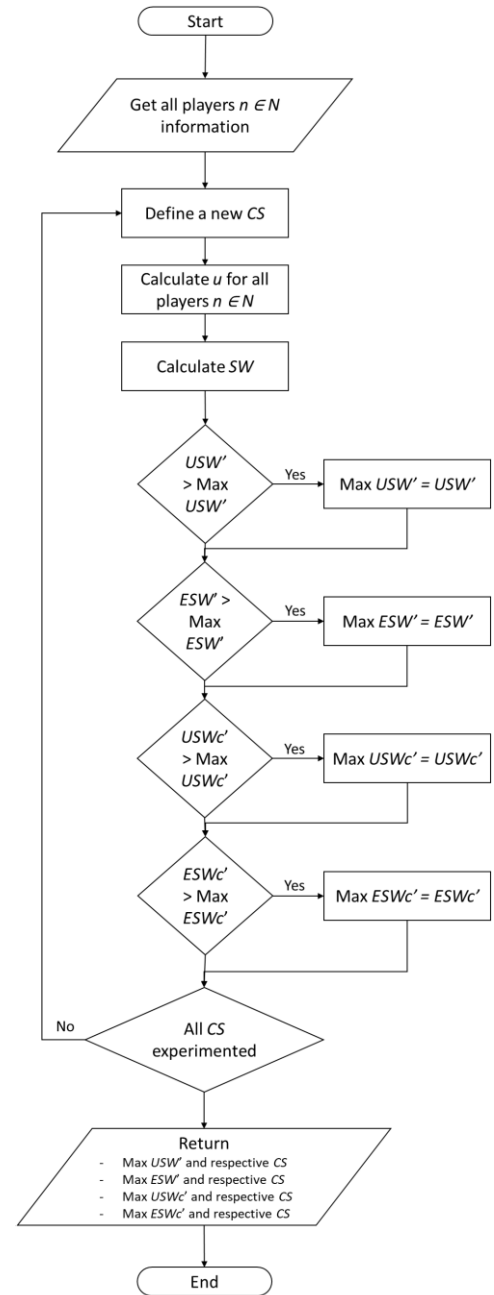 Start
Get all players n ∈ N
information
Define a new CS
Calculate u for all
players n ∈ N
Calculate SW
USW'
> Max
USW'
Yes
Max USW' = USW'
ESW' >
Max
ESW'
Yes
Max ESW' = ESW'
USWc'
> Max
USWc'
Yes
Max USWc' = USWc'
ESWc'
> Max
ESWc'
Yes
Max ESWc' = ESWc'
No
All CS
experimented
Return
- Max USW' and respective CS
- Max ESW' and respective CS
- Max USWc' and respective CS
- Max ESWc' and respective CS
End